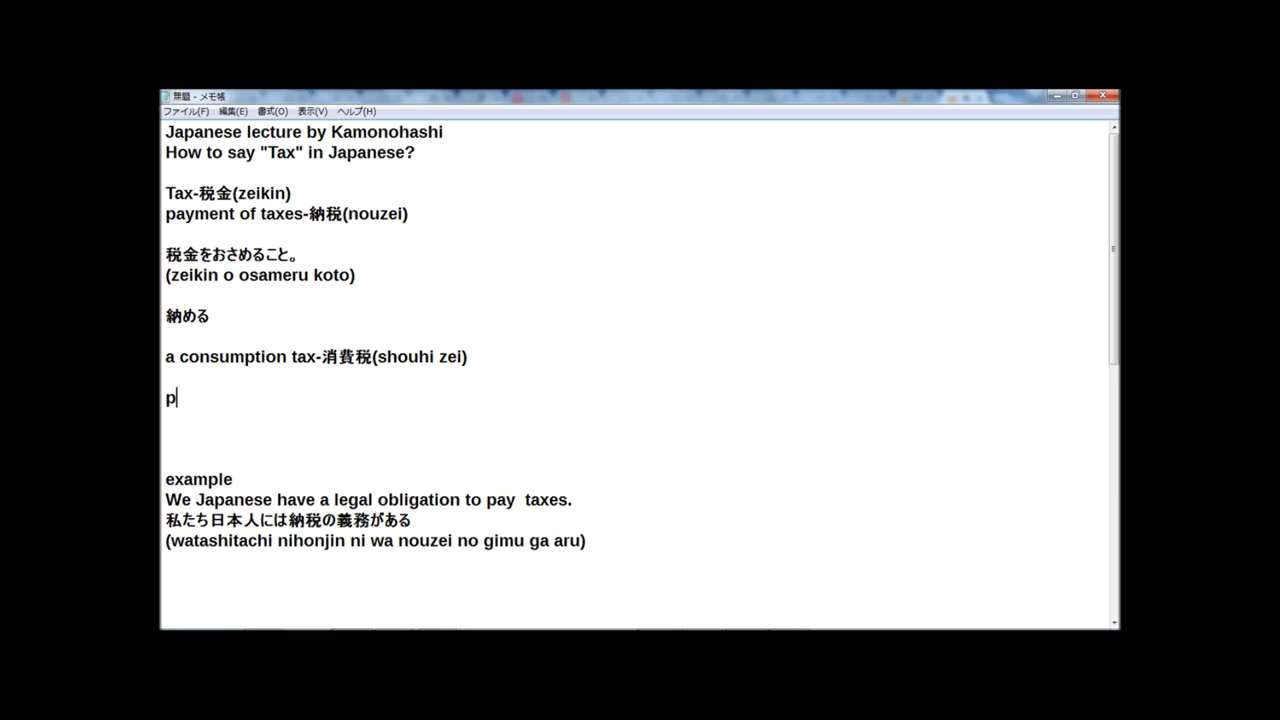 無題 - メモ帳
ファイル(F) 編集(E) 書式(O) 表示(V) ヘルプ(H)
Japanese lecture by Kamonohashi
How to say "Tax" in Japanese?
Tax-税金(zeikin)
payment of taxes-納税(nouzei)
税金をおさめること。
(zeikin o osameru koto)
納める
a consumption tax-消費税(shouhi zei)
p
example
We Japanese have a legal obligation to pay  taxes.
私たち日本人には納税の義務がある
(watashitachi nihonjin ni wa nouzei no gimu ga aru)